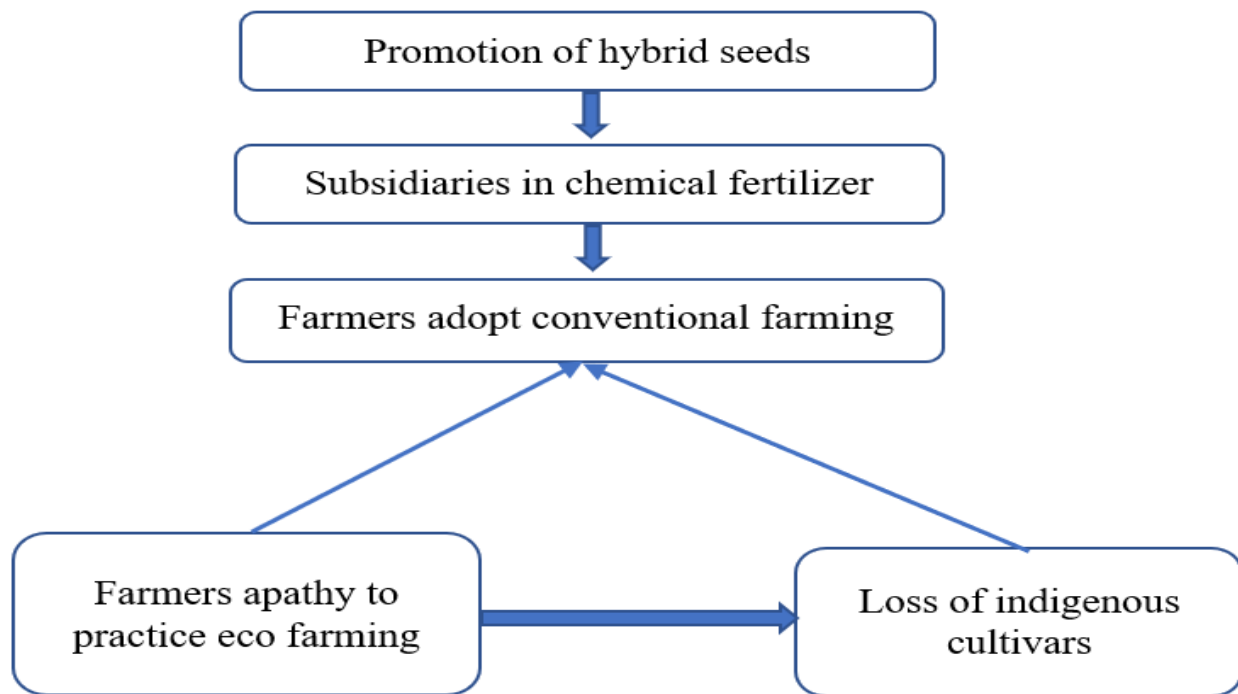 Promotion of hybrid seeds
Subsidiaries in chemical fertilizer
Farmers adopt conventional farming
Farmers apathy to
practice eco farming
Loss of indigenous
cultivars